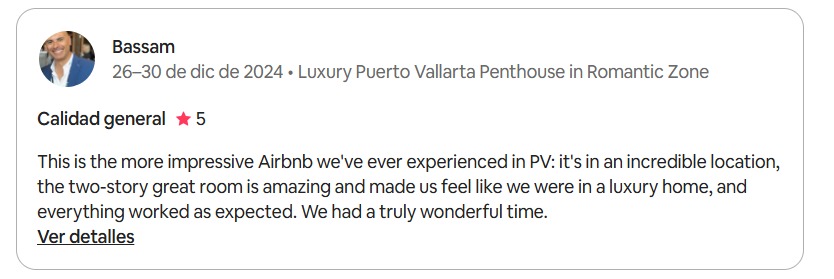 Bassam
26–30 de dic de 2024 • Luxury Puerto Vallarta Penthouse in Romantic Zone
Calidad general ★ 5
This is the more impressive Airbnb we've ever experienced in PV: it's in an incredible location,
the two-story great room is amazing and made us feel like we were in a luxury home, and
everything worked as expected. We had a truly wonderful time.
Ver detalles